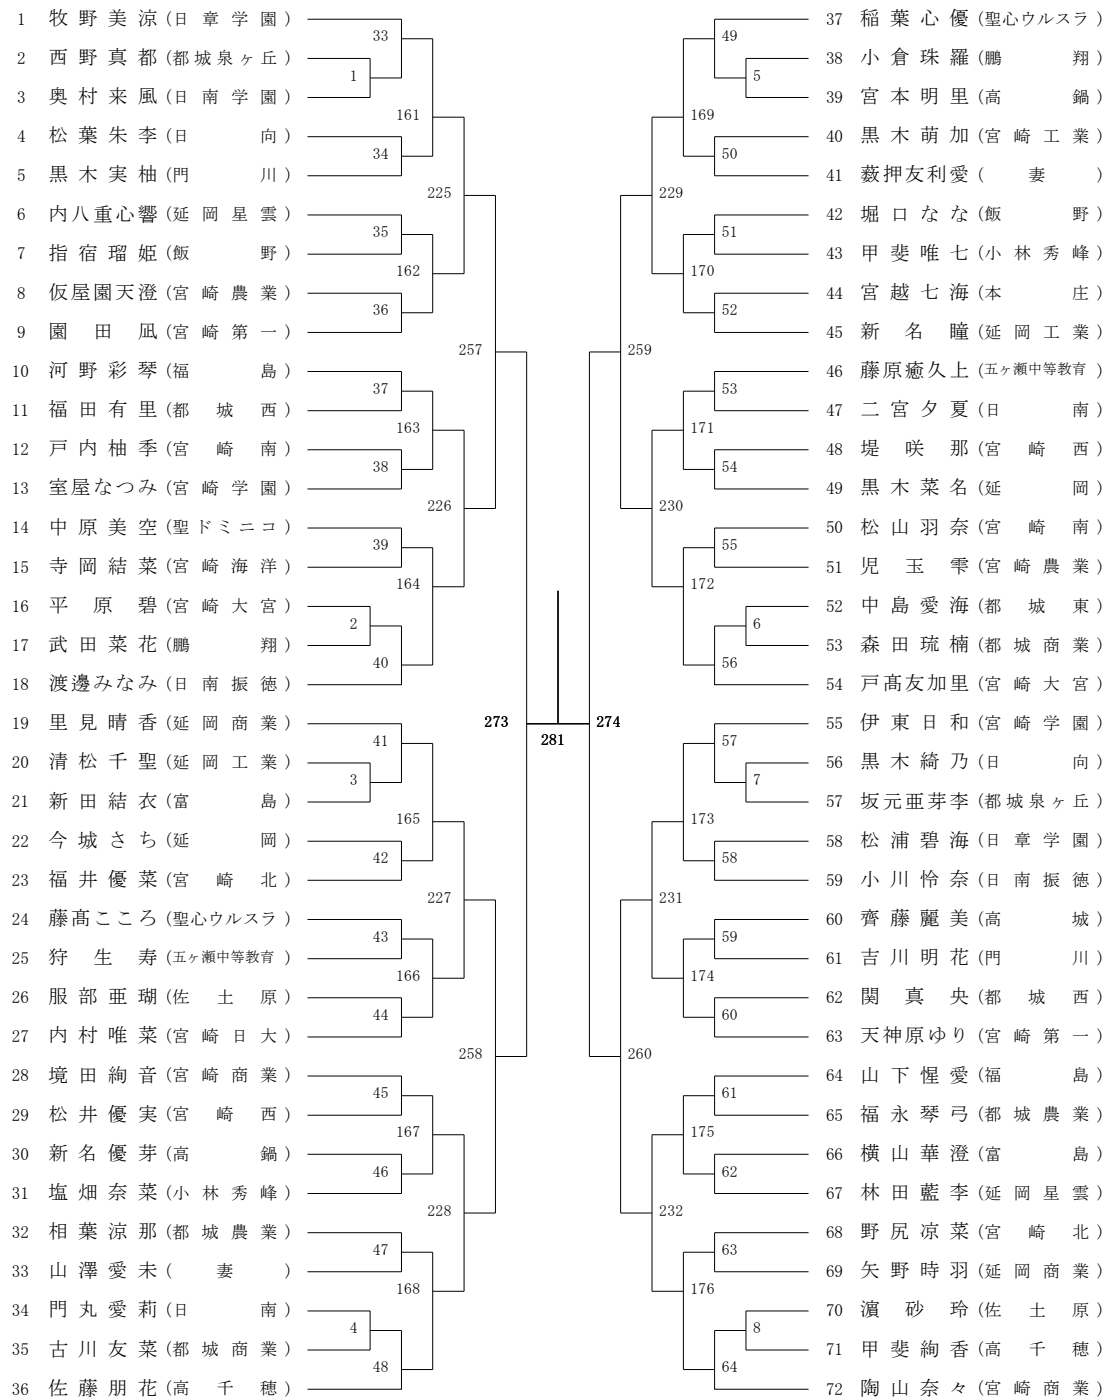 1 牧野美涼(日章学園)
2 西野真都(都城泉ヶ丘)
3 奥村来風(日南学園)
4 松葉朱李(日向)
5 黒木実柚(門川)
6 内八重心響(延岡星雲)
7 指宿瑠姫(飯野)
8 仮屋園天澄(宮崎農業)
9 園田凪(宮崎第一)
10 河野彩琴(福島)
11 福田有里(都城西)
12 戸内柚季(宮崎南)
13 室屋なつみ(宮崎学園)
14 中原美空(聖ドミニコ)
15 寺岡結菜(宮崎海洋)
16 平原碧(宮崎大宮)
17 武田菜花(鵬翔)
18 渡邊みなみ(日南振徳)
19 里見晴香(延岡商業)
20 清松千聖(延岡工業)
21 新田結衣(富島)
22 今城さち(延岡)
23 福井優菜(宮崎北)
24 藤髙こころ(聖心ウルスラ)
25 狩生寿(五ヶ瀬中等教育)
26 服部亜瑚(佐土原)
27 内村唯菜(宮崎日大)
28 境田絢音(宮崎商業)
29 松井優実(宮崎西)
30 新名優芽(高鍋)
31 塩畑奈菜(小林秀峰)
32 相葉涼那(都城農業)
33 山澤愛未(妻)
34 門丸愛莉(日南)
35 古川友菜(都城商業)
36 佐藤朋花(高千穂)
33
1
161
34
225
35
162
36
257
37
163
38
226
39
164
2
40
273
41
3
165
42
227
43
166
44
258
45
167
46
228
47
168
4
48
281
274
49
5
169
50
229
51
170
52
259
53
171
54
230
55
172
6
56
57
7
173
58
231
59
174
60
260
61
175
62
232
63
176
8
64
37 稲葉心優(聖心ウルスラ)
38 小倉珠羅(鵬翔)
39 宮本明里(高鍋)
40 黒木萌加(宮崎工業)
41 薮押友利愛(妻)
42 堀口なな(飯野)
43 甲斐唯七(小林秀峰)
44 宮越七海(本庄)
45 新名瞳(延岡工業)
46 藤原癒久上(五ヶ瀬中等教育)
47 二宮夕夏(日南)
48 堤咲那(宮崎西)
49 黒木菜名(延岡)
50 松山羽奈(宮崎南)
51 児玉雫(宮崎農業)
52 中島愛海(都城東)
53 森田琉楠(都城商業)
54 戸髙友加里(宮崎大宮)
55 伊東日和(宮崎学園)
56 黒木綺乃(日向)
57 坂元亜芽李(都城泉ヶ丘)
58 松浦碧海(日章学園)
59 小川怜奈(日南振徳)
60 齊藤麗美(高城)
61 吉川明花(門川)
62 関真央(都城西)
63 天神原ゆり(宮崎第一)
64 山下惺愛(福島)
65 福永琴弓(都城農業)
66 横山華澄(富島)
67 林田藍李(延岡星雲)
68 野尻凉菜(宮崎北)
69 矢野時羽(延岡商業)
70 濵砂玲(佐土原)
71 甲斐絢香(高千穂)
72 陶山奈々(宮崎商業)